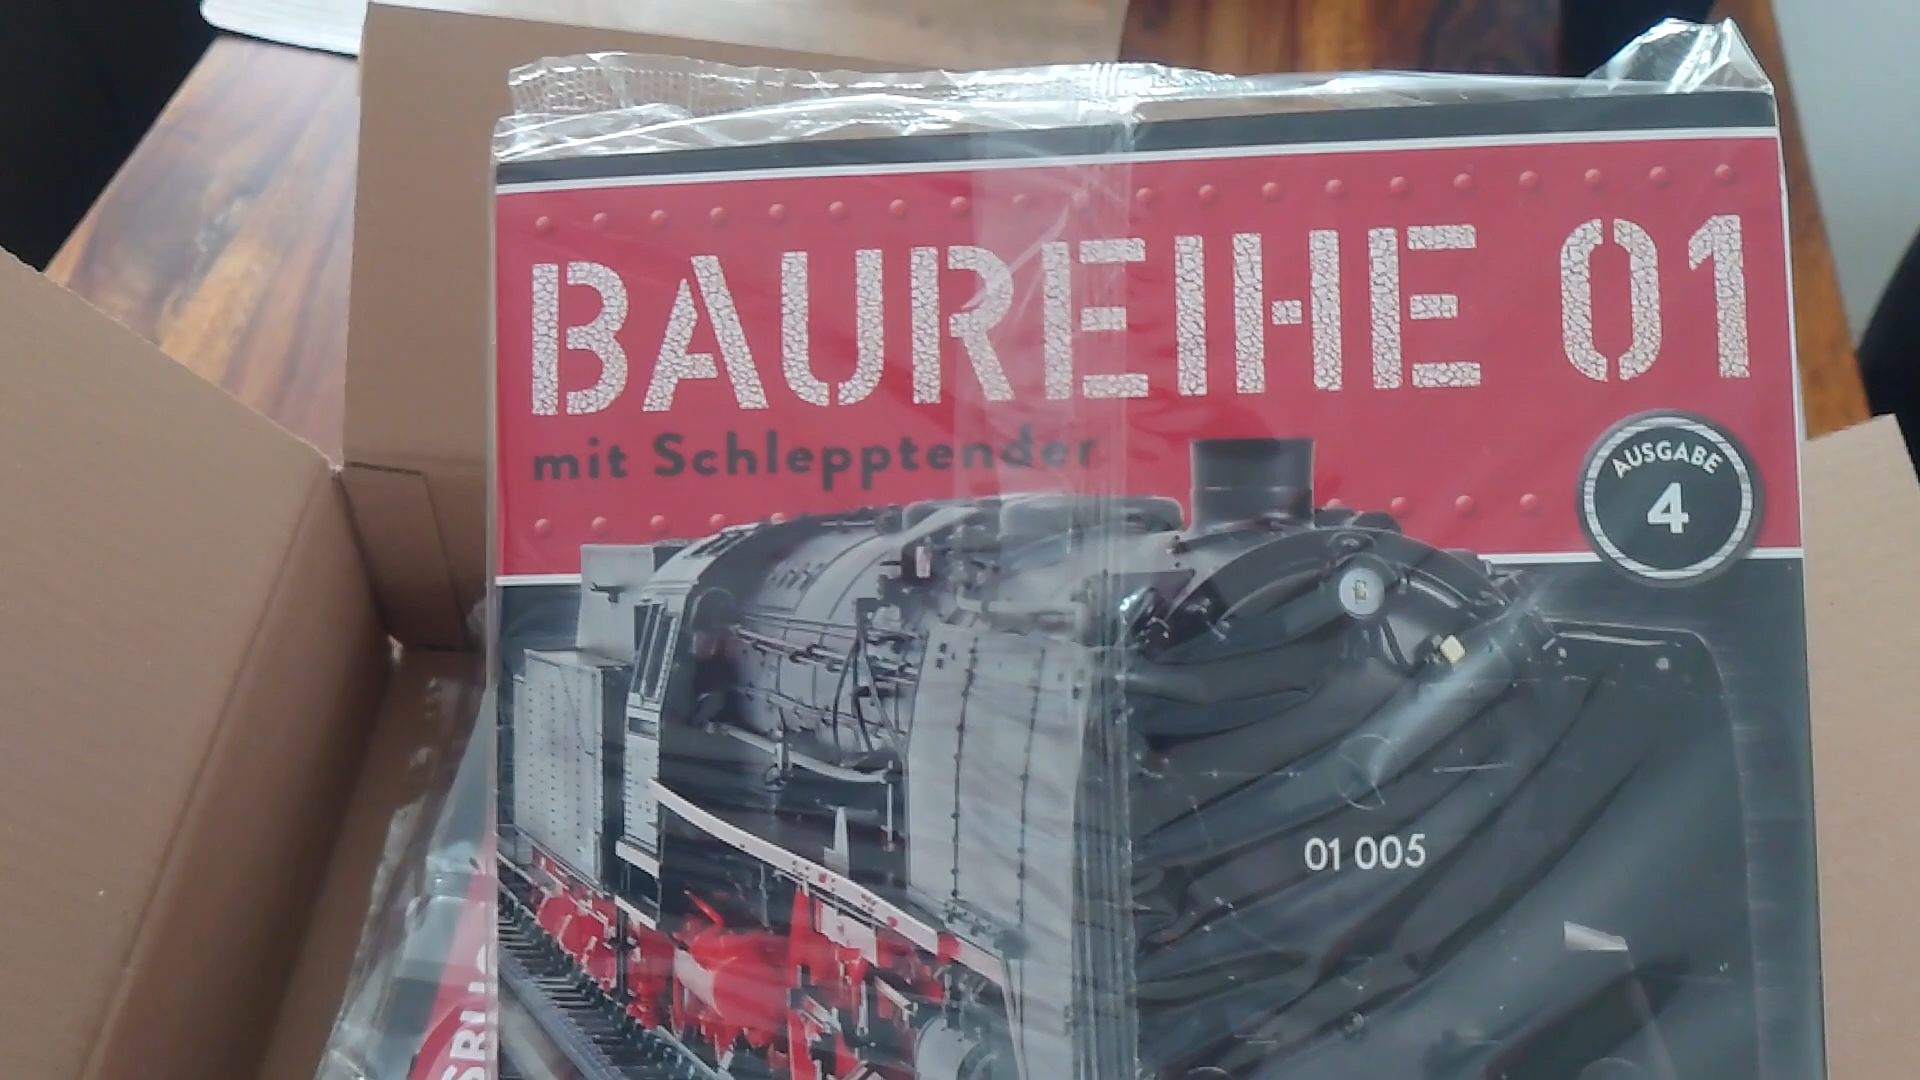 BAUREIHE 01
mit Schlepptender
AUSGABE
4
01 005